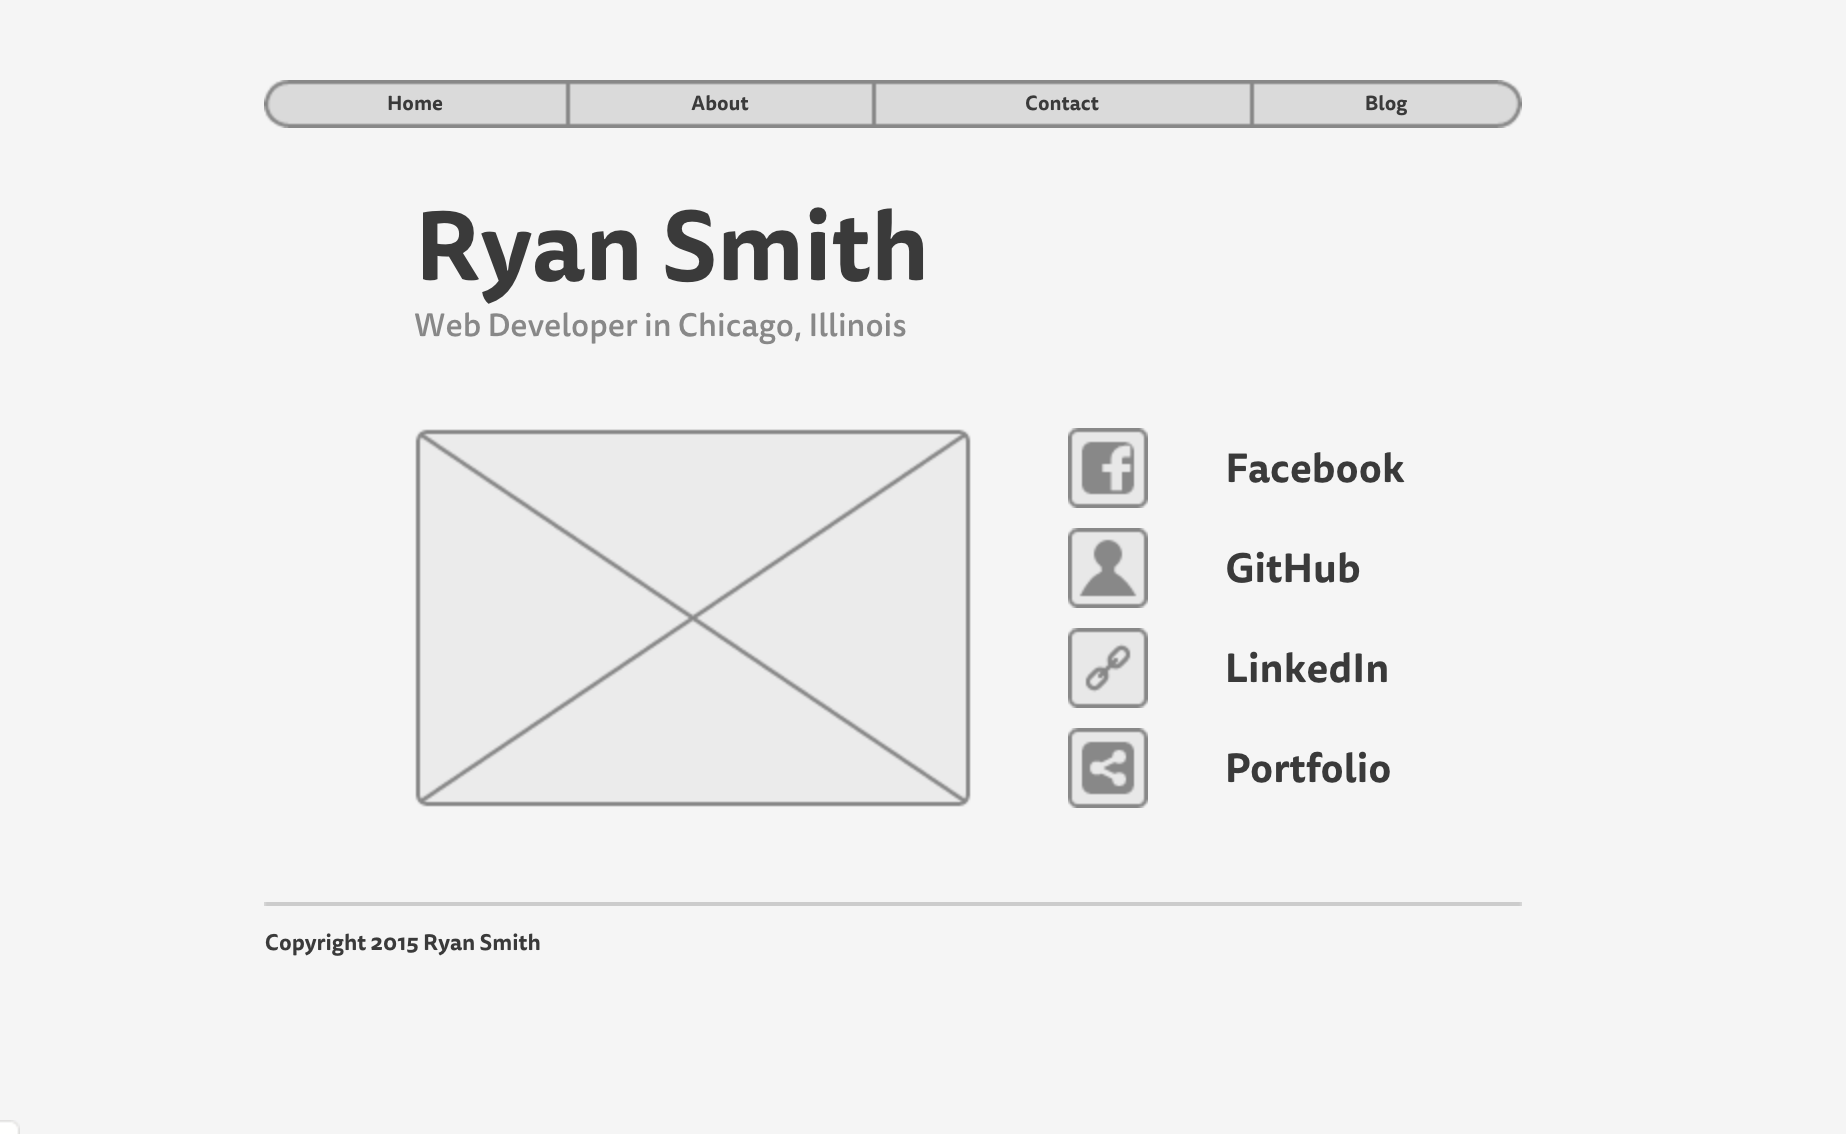 Home About Contact Blog
Ryan Smith
Web Developer in Chicago, Illinois
Facebook
GitHub
LinkedIn
Portfolio
Copyright 2015 Ryan Smith